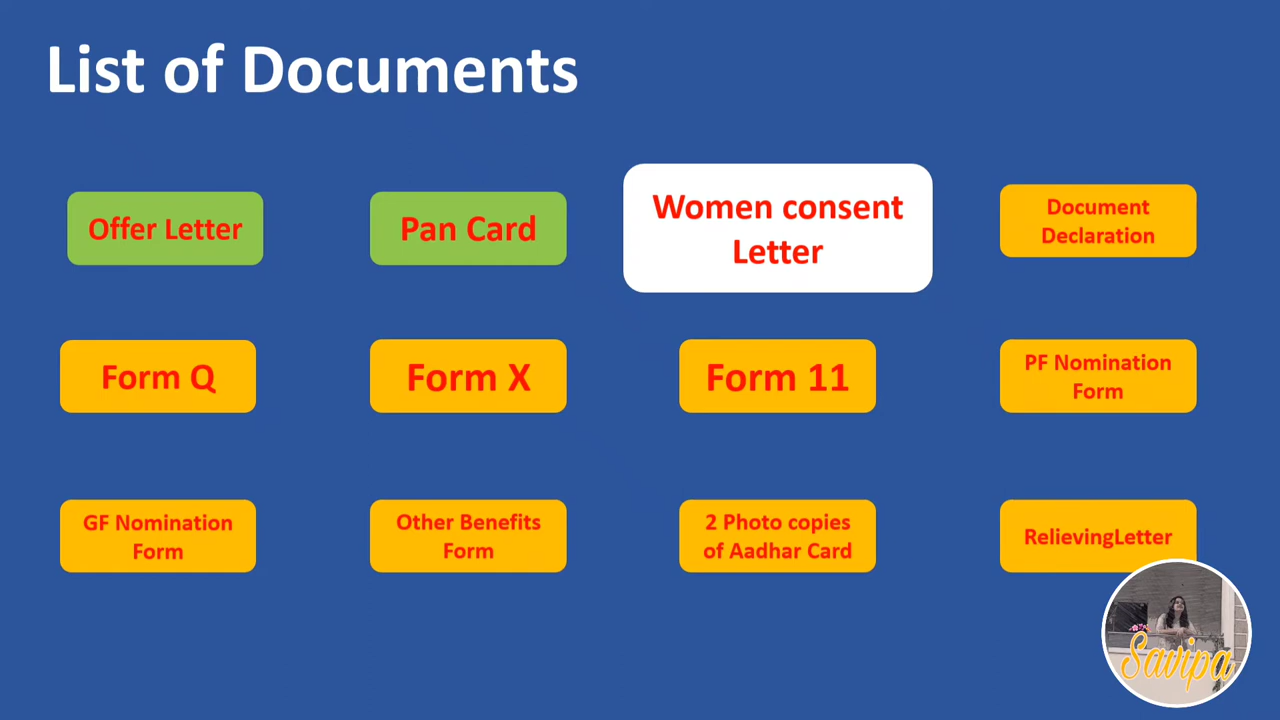 List of Documents
Offer Letter
Pan Card
Women consent
Letter
Document
Declaration
Form Q
Form X
Form 11
PF Nomination
Form
GF Nomination
Form
Other Benefits
Form
2 Photo copies
of Aadhar Card
RelievingLetter
Savipa